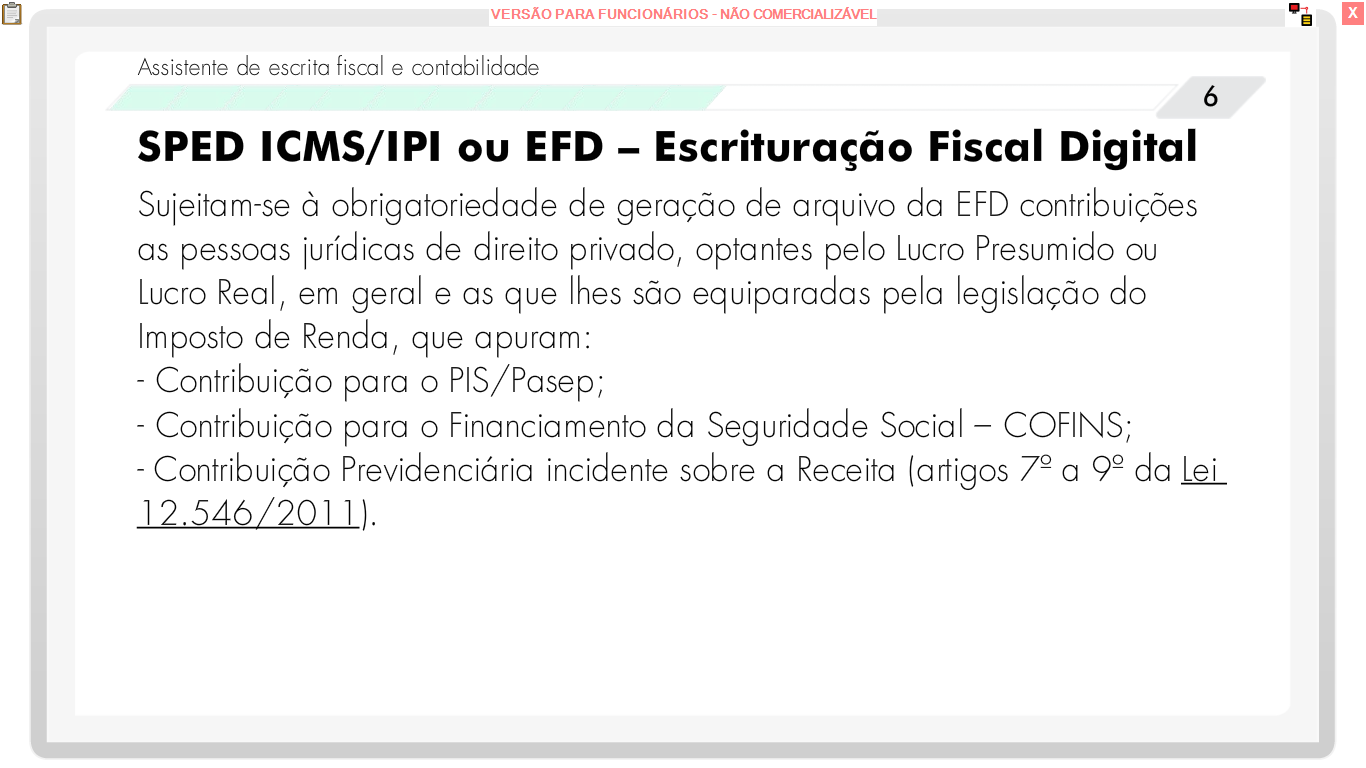 VERSÃO PARA FUNCIONÁRIOS - NÃO COMERCIALIZÁVEL
X
Assistente de escrita fiscal e contabilidade
6
SPED ICMS/IPI ou EFD – Escrituração Fiscal Digital
Sujeitam-se à obrigatoriedade de geração de arquivo da EFD contribuições
as pessoas jurídicas de direito privado, optantes pelo Lucro Presumido ou
Lucro Real, em geral e as que lhes são equiparadas pela legislação do
Imposto de Renda, que apuram:
- Contribuição para o PIS/Pasep;
- Contribuição para o Financiamento da Seguridade Social – COFINS;
- Contribuição Previdenciária incidente sobre a Receita (artigos 7º a 9º da Lei
12.546/2011).